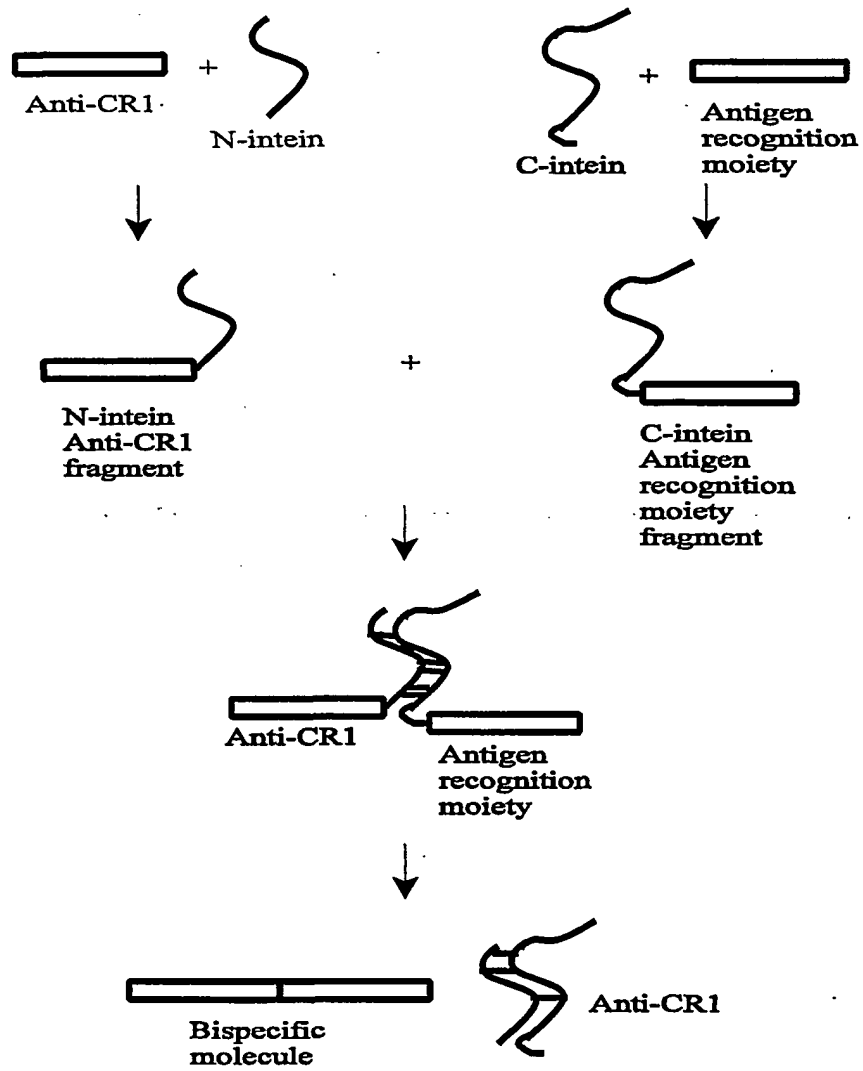 +
Anti-CR1
N-intein
+
C-intein
Antigen
recognition
moiety
+
N-intein
Anti-CR1
fragment
C-intein
Antigen
recognition
moiety
fragment
Anti-CR1
Antigen
recognition
moiety
Bispecific
molecule
Anti-CR1